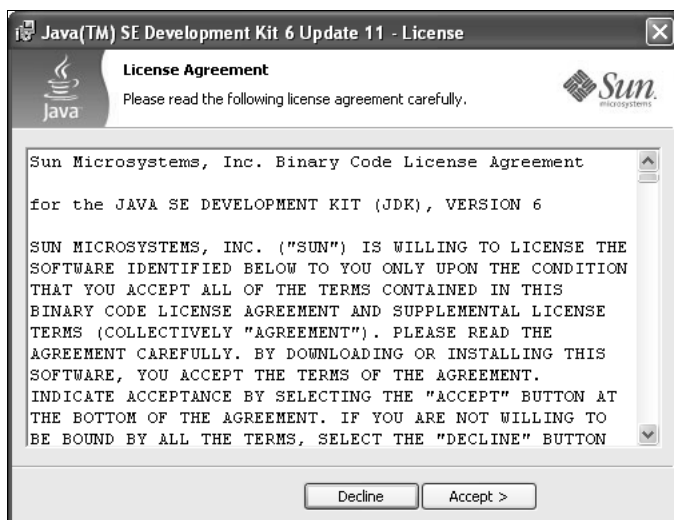 Java(TM) SE Development Kit 6 Update 11 - License
License Agreement
Please read the following license agreement carefully.
Java
Sun
microsystems
Sun Microsystems, Inc. Binary Code License Agreement
for the JAVA SE DEVELOPMENT KIT (JDK), VERSION 6
SUN MICROSYSTEMS, INC. ("SUN") IS WILLING TO LICENSE THE
SOFTWARE IDENTIFIED BELOW TO YOU ONLY UPON THE CONDITION
THAT YOU ACCEPT ALL OF THE TERMS CONTAINED IN THIS
BINARY CODE LICENSE AGREEMENT AND SUPPLEMENTAL LICENSE
TERMS (COLLECTIVELY "AGREEMENT"). PLEASE READ THE
AGREEMENT CAREFULLY. BY DOWNLOADING OR INSTALLING THIS
SOFTWARE, YOU ACCEPT THE TERMS OF THE AGREEMENT.
INDICATE ACCEPTANCE BY SELECTING THE "ACCEPT" BUTTON AT
THE BOTTOM OF THE AGREEMENT. IF YOU ARE NOT WILLING TO
BE BOUND BY ALL THE TERMS, SELECT THE "DECLINE" BUTTON
Decline
Accept >